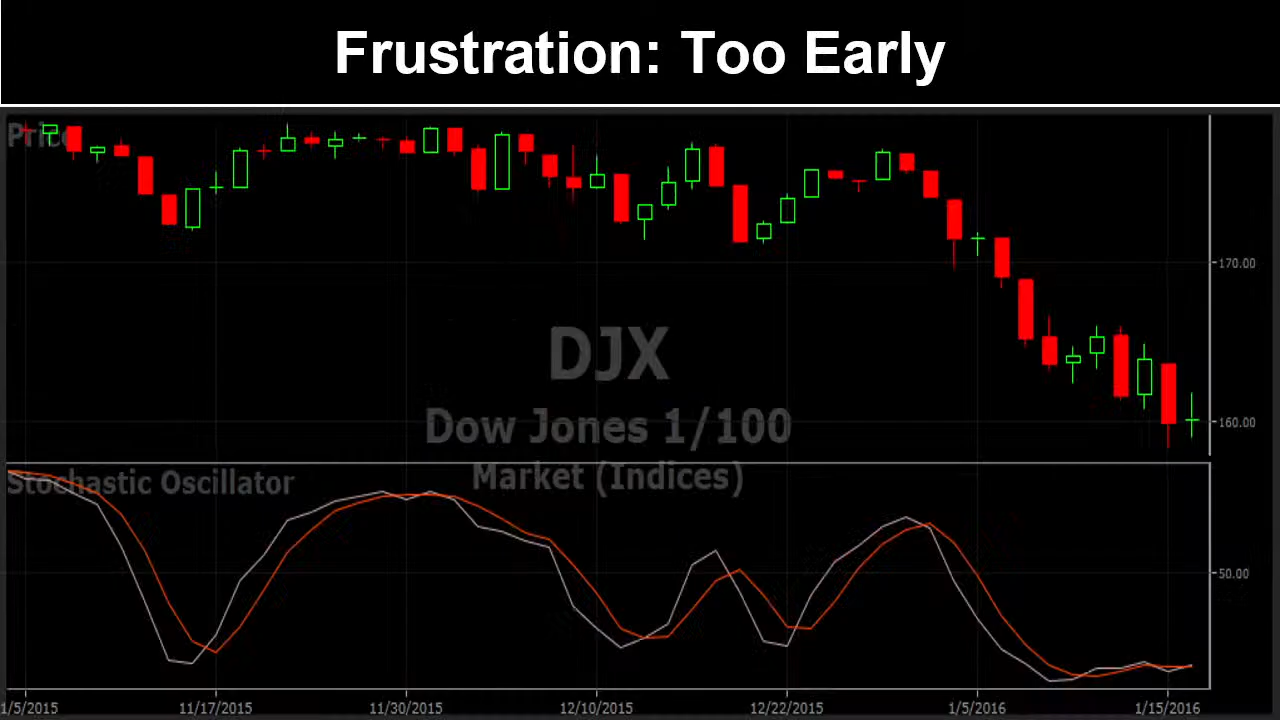 Frustration: Too Early
Price
170.00
DJX
Dow Jones 1/100
160.00
Market (Indices)
Stochastic Oscillator
50.00
1/5/2015
11/17/2015
11/30/2015
12/10/2015
12/22/2015
1/5/2016
1/15/2016